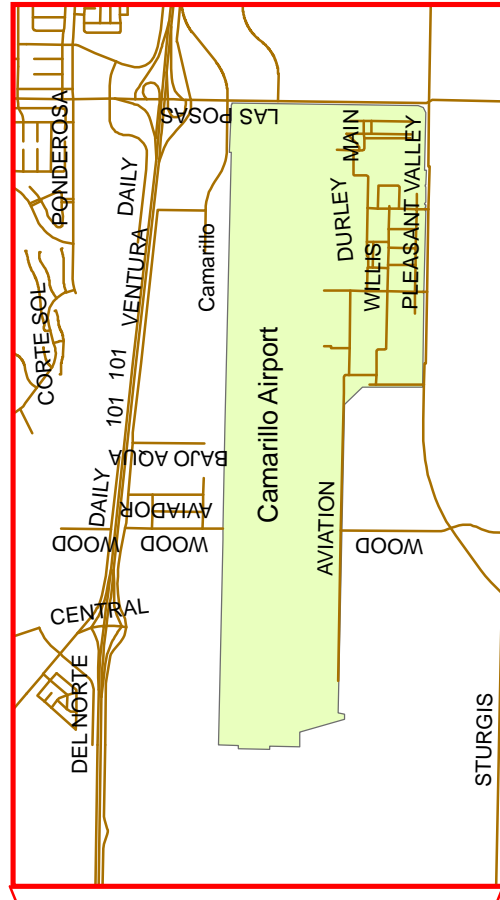 PONDEROSA
LAS POSAS
DAILY
VENTURA
Camarillo
MAIN
DURLEY
WILLIS
PLEASANT VALLEY
CORTE SOL
101
101
BAJO AQUA
Camarillo Airport
DAILY
AVIADOR
WOOD
WOOD
AVIATION
WOOD
CENTRAL
DEL NORTE
STURGIS